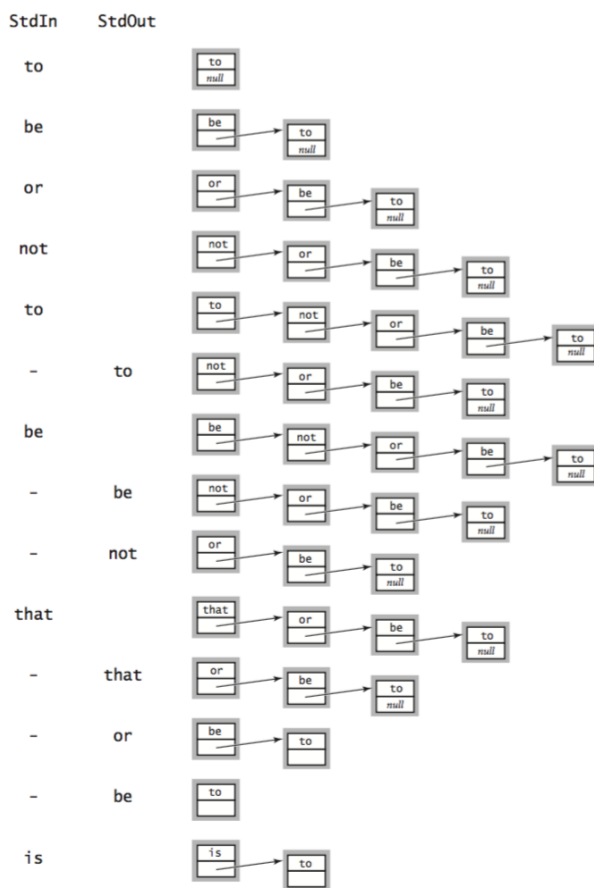 StdIn StdOut
to to
null
be be to
null
or or be to
null
not not or be to
null
to to not or be to
null
- to not or be to
null
be be not or be to
null
- be not or be to
null
- not or be to
null
that that or be to
null
- that or be to
null
- or be to
- be to
is is to